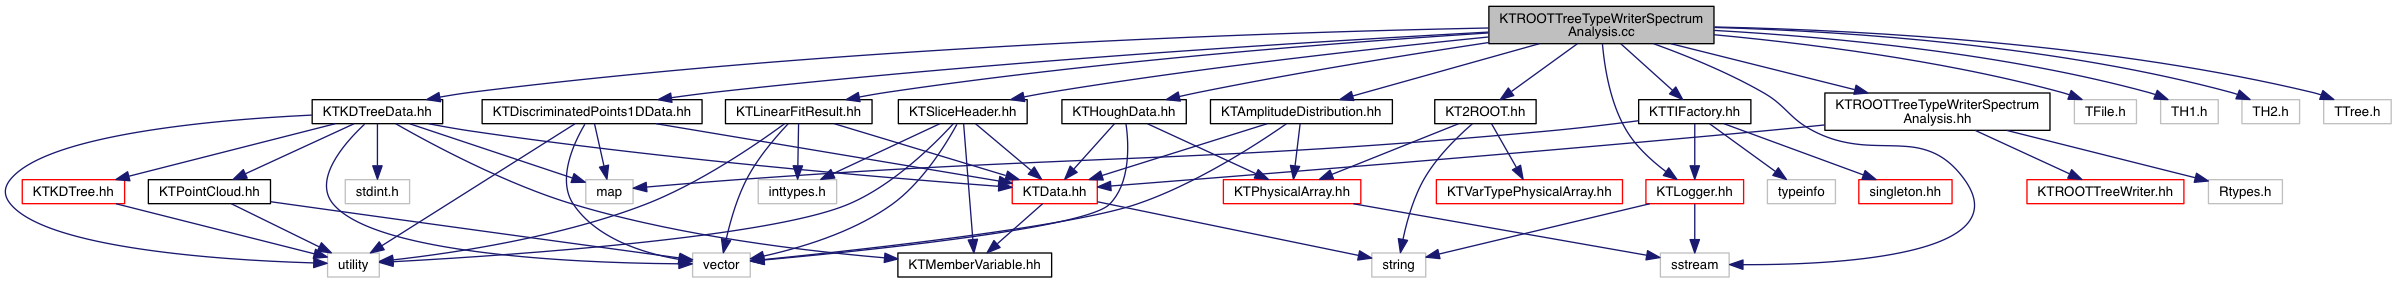 KTROOTTreeTypeWriterSpectrum
Analysis.cc
KTKDTreeData.hh
KTDiscriminatedPoints1DData.hh
KTLinearFitResult.hh
KTSliceHeader.hh
KTHoughData.hh
KTAmplitudeDistribution.hh
KT2ROOT.hh
KTTIFactory.hh
KTROOTTreeTypeWriterSpectrum
Analysis.hh
TFile.h
TH1.h
TH2.h
TTree.h
KTKDTree.hh
KTPointCloud.hh
stdint.h
map
inttypes.h
KTData.hh
KTPhysicalArray.hh
KTVarTypePhysicalArray.hh
KTLogger.hh
typeinfo
singleton.hh
KTROOTTreeWriter.hh
Rtypes.h
utility
vector
KTMemberVariable.hh
string
sstream